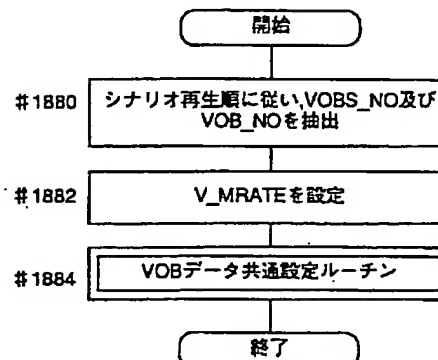 開始
#1880
シナリオ再生順に従い,VOBS_NO及び
VOB_NOを抽出
#1882
V_MRATEを設定
#1884
VOBデータ共通設定ルーチン
終了